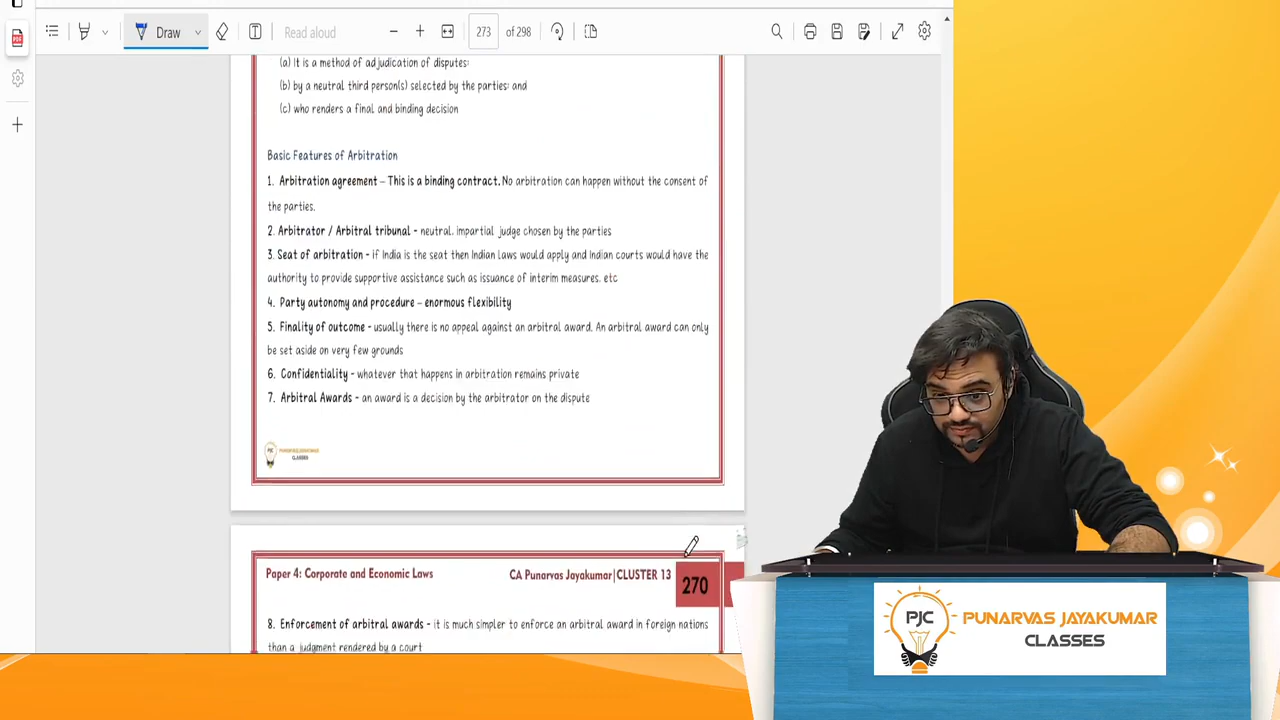 Draw
Read aloud
273
of 298
(a) It is a method of adjudication of disputes;
(b) by a neutral third person(s) selected by the parties; and
(c) who renders a final and binding decision
Basic Features of Arbitration
1. Arbitration agreement – This is a binding contract. No arbitration can happen without the consent of
the parties.
2. Arbitrator / Arbitral tribunal - neutral, impartial judge chosen by the parties
3. Seat of arbitration - if India is the seat then Indian laws would apply and Indian courts would have the
authority to provide supportive assistance such as issuance of interim measures, etc
4. Party autonomy and procedure – enormous flexibility
5. Finality of outcome - usually there is no appeal against an arbitral award. An arbitral award can only
be set aside on very few grounds
6. Confidentiality - whatever that happens in arbitration remains private
7. Arbitral Awards - an award is a decision by the arbitrator on the dispute
PJC
PUNARVAS JAYAKUMAR
CLASSES
Paper 4: Corporate and Economic Laws
CA Punarvas Jayakumar|CLUSTER 13
270
8. Enforcement of arbitral awards - it is much simpler to enforce an arbitral award in foreign nations
than a judgment rendered by a court
PJC
PUNARVAS JAYAKUMAR
CLASSES